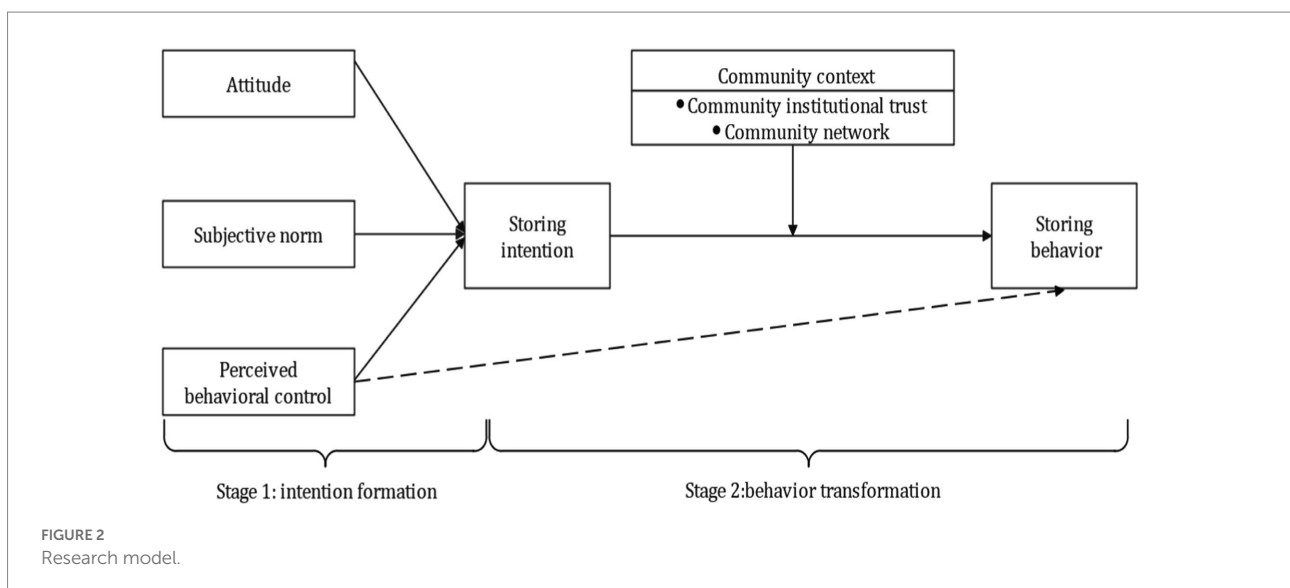 Attitude
Subjective norm
Perceived
behavioral control
Storing
intention
Community context
• Community institutional trust
• Community network
Storing
behavior
Stage 1: intention formation
Stage 2:behavior transformation
FIGURE 2
Research model.